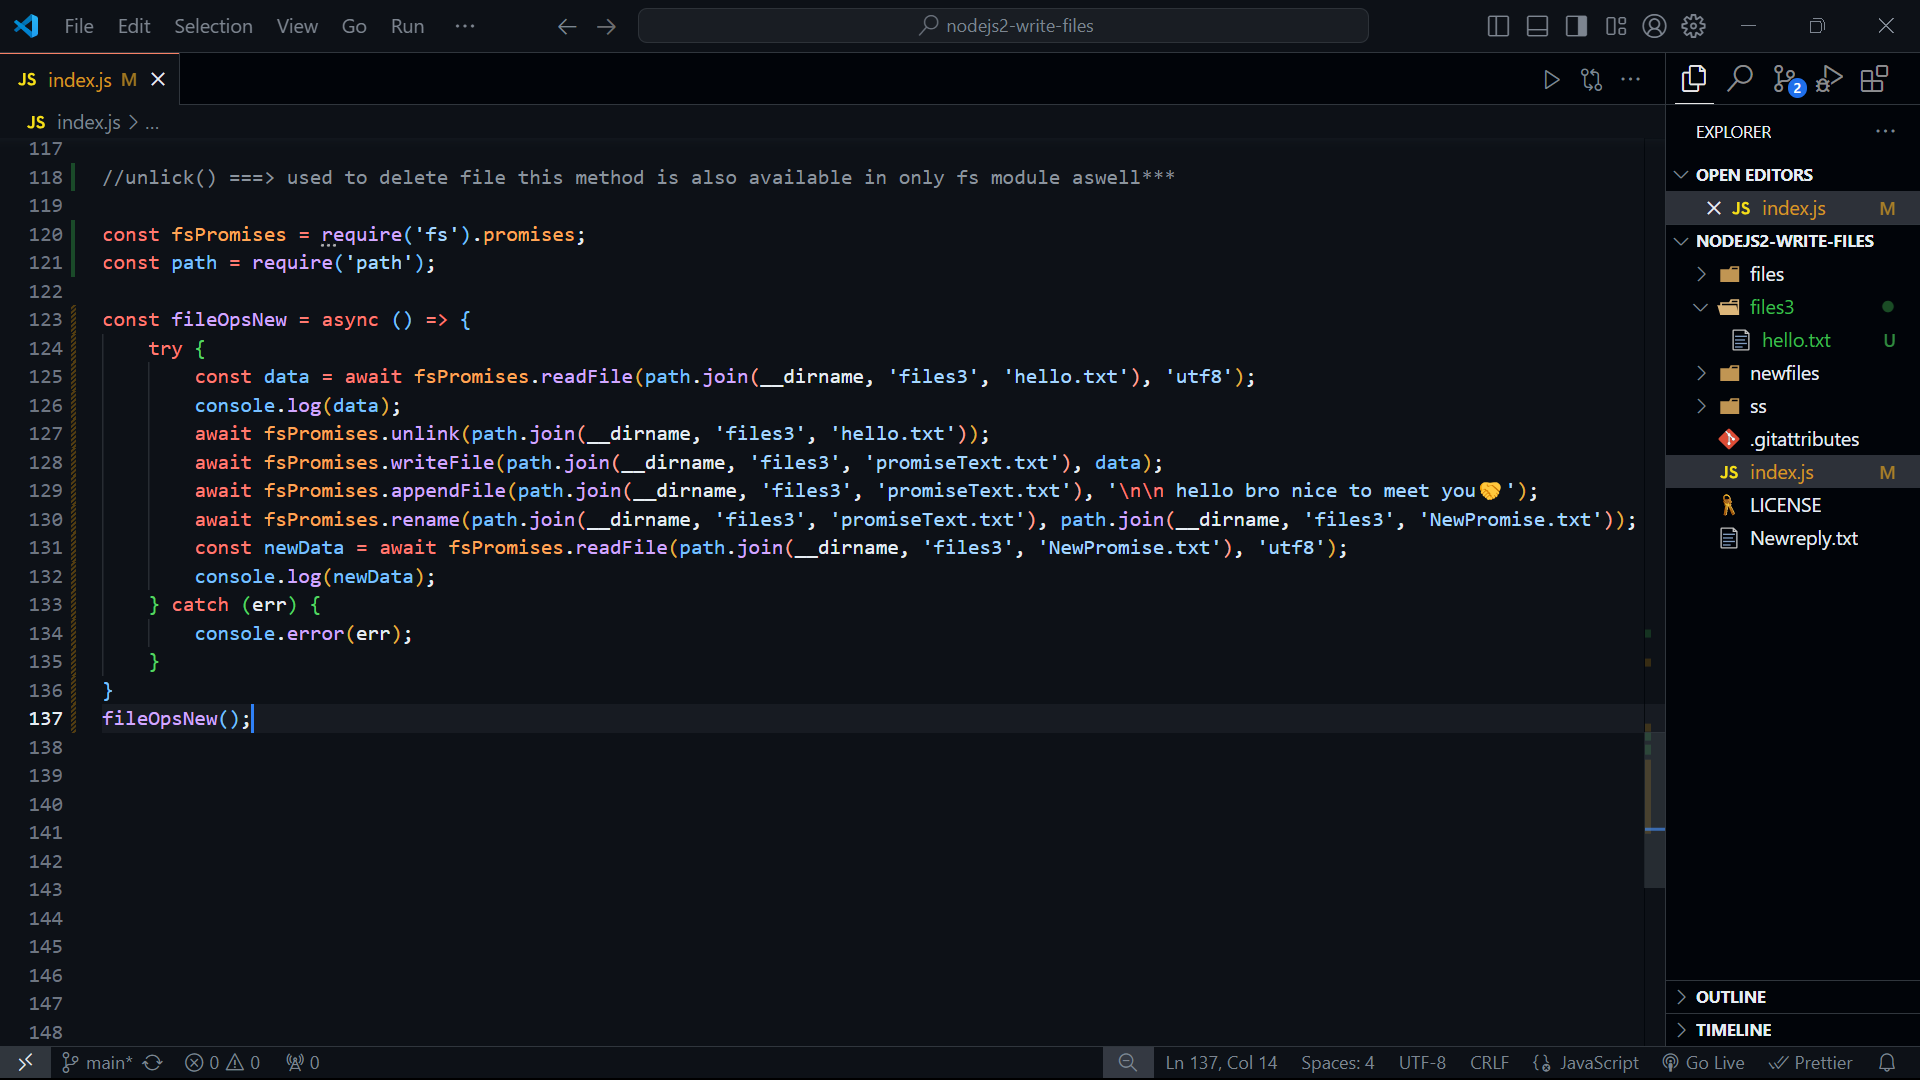 File Edit Selection View Go Run ···
nodejs2-write-files
JS index.js M
JS index.js > ...
117
118 //unlick() ===> used to delete file this method is also available in only fs module aswell***
119
120 const fsPromises = require('fs').promises;
121 const path = require('path');
122
123 const fileOpsNew = async () => {
124 try {
125 const data = await fsPromises.readFile(path.join(__dirname, 'files3', 'hello.txt'), 'utf8');
126 console.log(data);
127 await fsPromises.unlink(path.join(__dirname, 'files3', 'hello.txt'));
128 await fsPromises.writeFile(path.join(__dirname, 'files3', 'promiseText.txt'), data);
129 await fsPromises.appendFile(path.join(__dirname, 'files3', 'promiseText.txt'), '\n\n hello bro nice to meet you🤝');
130 await fsPromises.rename(path.join(__dirname, 'files3', 'promiseText.txt'), path.join(__dirname, 'files3', 'NewPromise.txt'));
131 const newData = await fsPromises.readFile(path.join(__dirname, 'files3', 'NewPromise.txt'), 'utf8');
132 console.log(newData);
133 } catch (err) {
134 console.error(err);
135 }
136 }
137 fileOpsNew();
138
139
140
141
142
143
144
145
146
147
148
2
EXPLORER ···
OPEN EDITORS
JS index.js M
NODEJS2-WRITE-FILES
files
files3
hello.txt U
newfiles
ss
.gitattributes
JS index.js M
LICENSE
Newreply.txt
OUTLINE
TIMELINE
main* 0 0 0 Ln 137, Col 14 Spaces: 4 UTF-8 CRLF JavaScript Go Live Prettier